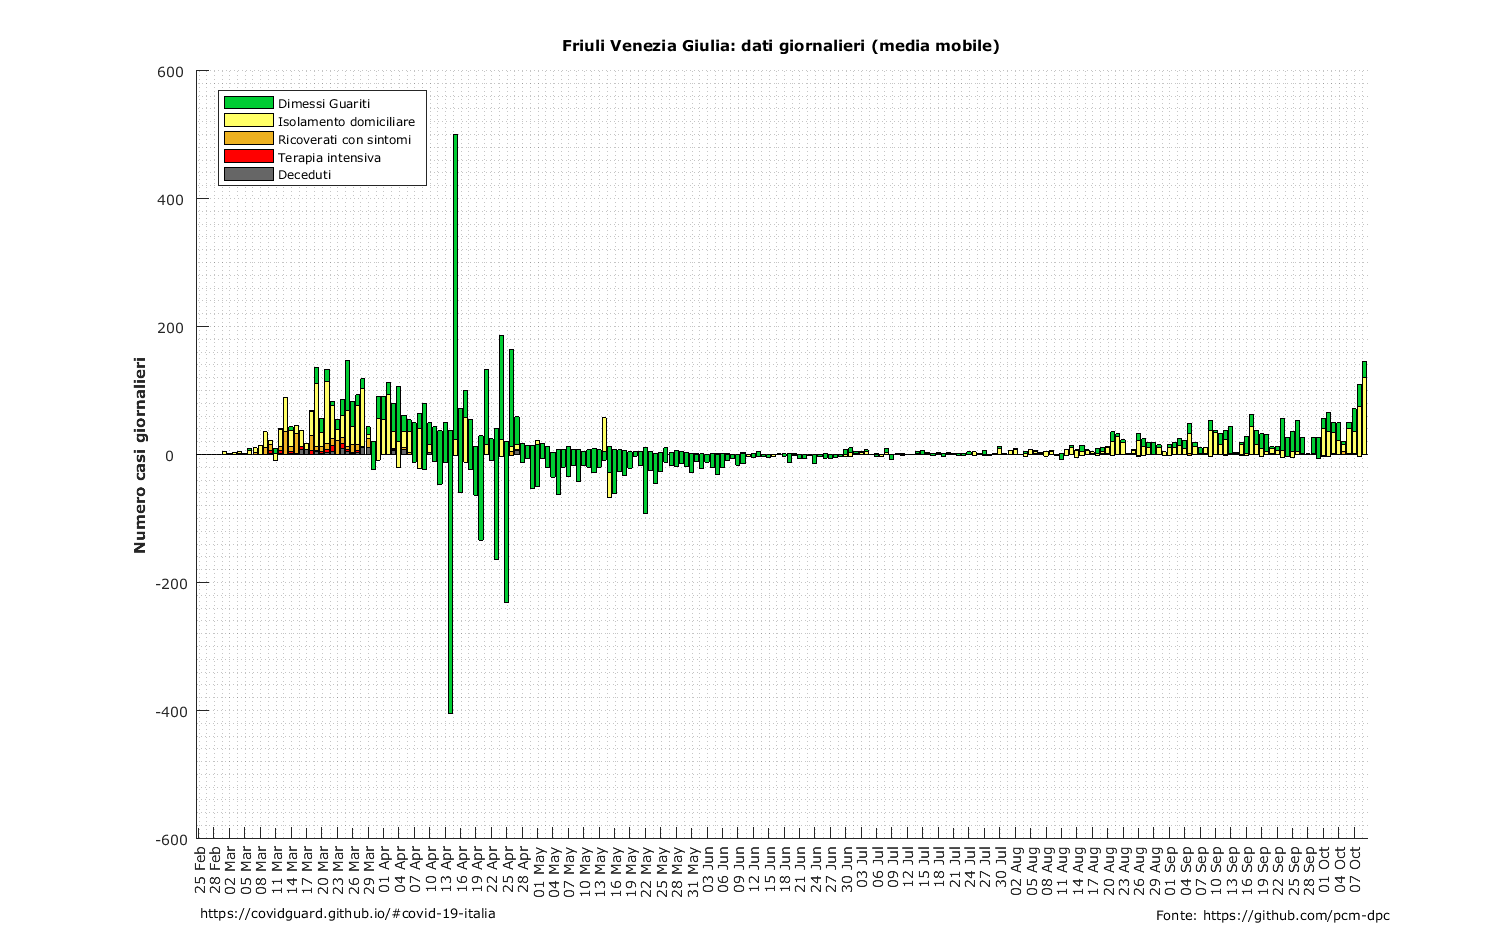 Friuli Venezia Giulia: dati giornalieri (media mobile)
600
400
200
0
-200
-400
-600
Numero casi giornalieri
Dimessi Guariti
Isolamento domiciliare
Ricoverati con sintomi
Terapia intensiva
Deceduti
25 Feb
28 Feb
02 Mar
05 Mar
08 Mar
11 Mar
14 Mar
17 Mar
20 Mar
23 Mar
26 Mar
29 Mar
01 Apr
04 Apr
07 Apr
10 Apr
13 Apr
16 Apr
19 Apr
22 Apr
25 Apr
28 Apr
01 May
04 May
07 May
10 May
13 May
16 May
19 May
22 May
25 May
28 May
31 May
03 Jun
06 Jun
09 Jun
12 Jun
15 Jun
18 Jun
21 Jun
24 Jun
27 Jun
30 Jun
03 Jul
06 Jul
09 Jul
12 Jul
15 Jul
18 Jul
21 Jul
24 Jul
27 Jul
30 Jul
02 Aug
05 Aug
08 Aug
11 Aug
14 Aug
17 Aug
20 Aug
23 Aug
26 Aug
29 Aug
01 Sep
04 Sep
07 Sep
10 Sep
13 Sep
16 Sep
19 Sep
22 Sep
25 Sep
28 Sep
01 Oct
04 Oct
07 Oct
https://covidguard.github.io/#covid-19-italia
Fonte: https://github.com/pcm-dpc